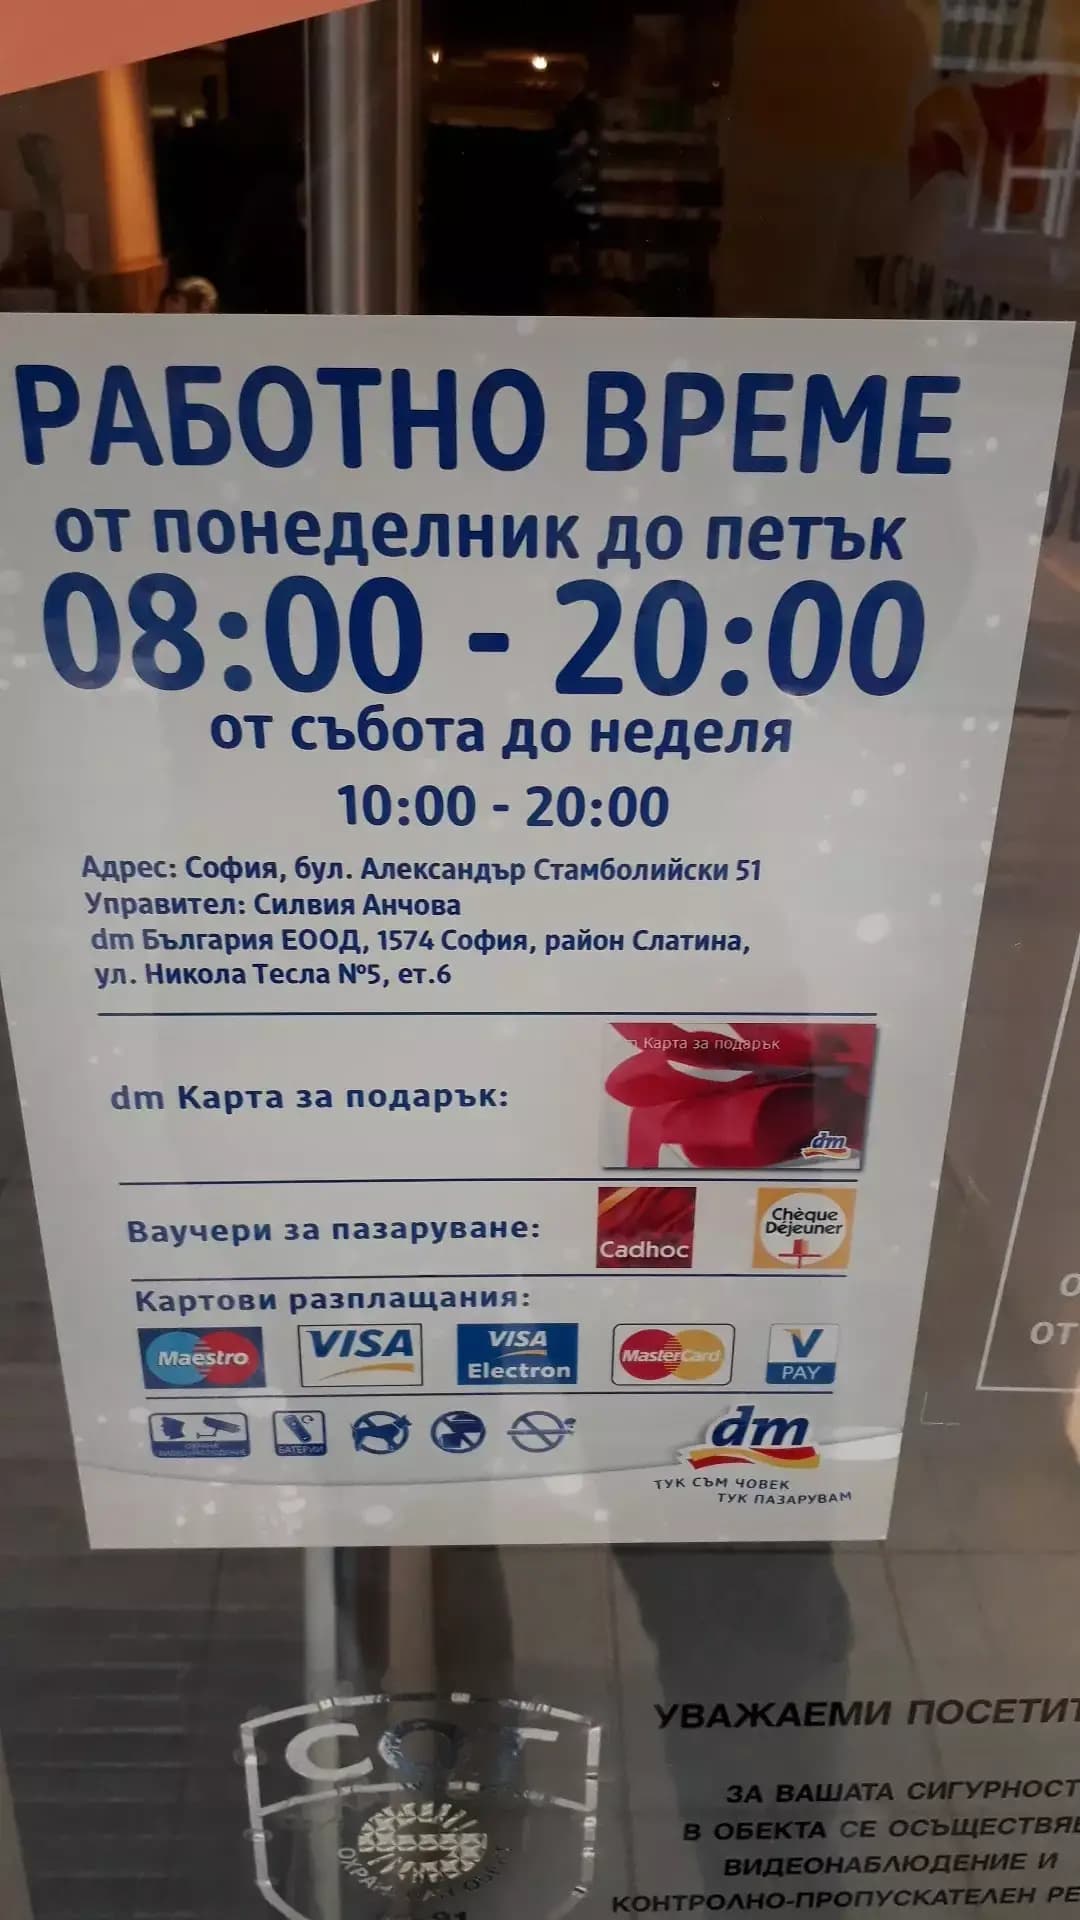 РАБОТНО ВРЕМЕ
от понеделник до петък
08:00 - 20:00
от събота до неделя
10:00 - 20:00
Адрес: София, бул. Александър Стамболийски 51
Управител: Силвия Анчова
dm България ЕООД, 1574 София, район Слатина,
ул. Никола Тесла №5, ет.6
Карта за подарък
dm
dm Карта за подарък:
Ваучери за пазаруване:
Cadhoc
Chèque
Déjeuner
Картови разплащания:
Maestro
VISA
VISA
Electron
MasterCard
V
PAY
БАТЕРИИ
dm
ТУК СЪМ ЧОВЕК
ТУК ПАЗАРУВАМ
ОТ
СОТ
УВАЖАЕМИ ПОСЕТИТ
ЗА ВАШАТА СИГУРНОСТ
В ОБЕКТА СЕ ОСЪЩЕСТВЯВ
ВИДЕОНАБЛЮДЕНИЕ И
КОНТРОЛНО-ПРОПУСКАТЕЛЕН РЕ